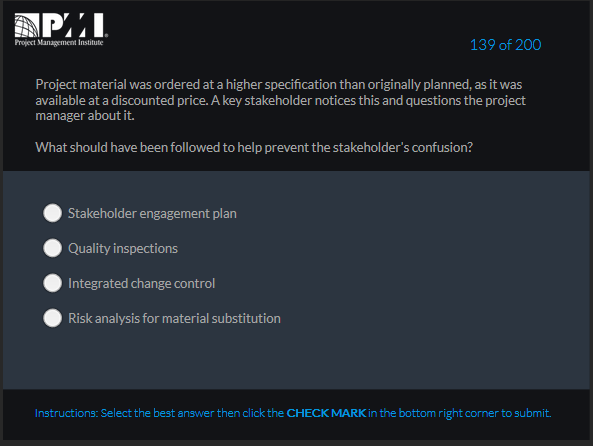 PMI®
Project Management Institute
139 of 200
Project material was ordered at a higher specification than originally planned, as it was
available at a discounted price. A key stakeholder notices this and questions the project
manager about it.
What should have been followed to help prevent the stakeholder's confusion?
Stakeholder engagement plan
Quality inspections
Integrated change control
Risk analysis for material substitution
Instructions: Select the best answer then click the CHECK MARK in the bottom right corner to submit.